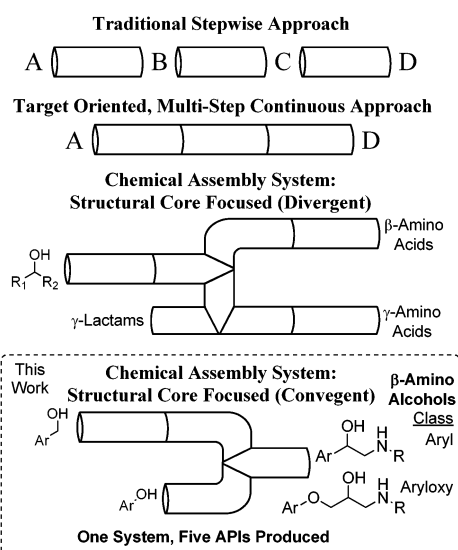 Traditional Stepwise Approach
A B C D
Target Oriented, Multi-Step Continuous Approach
A D
Chemical Assembly System:
Structural Core Focused (Divergent)
β-Amino
Acids
OH
R1 R2
γ-Lactams
γ-Amino
Acids
This
Work
Chemical Assembly System:
Structural Core Focused (Convegent)
β-Amino
Alcohols
Class
Ar OH
OH
Ar N R
H
Aryl
Ar OH
OH
Ar O N R
H
Aryloxy
One System, Five APIs Produced